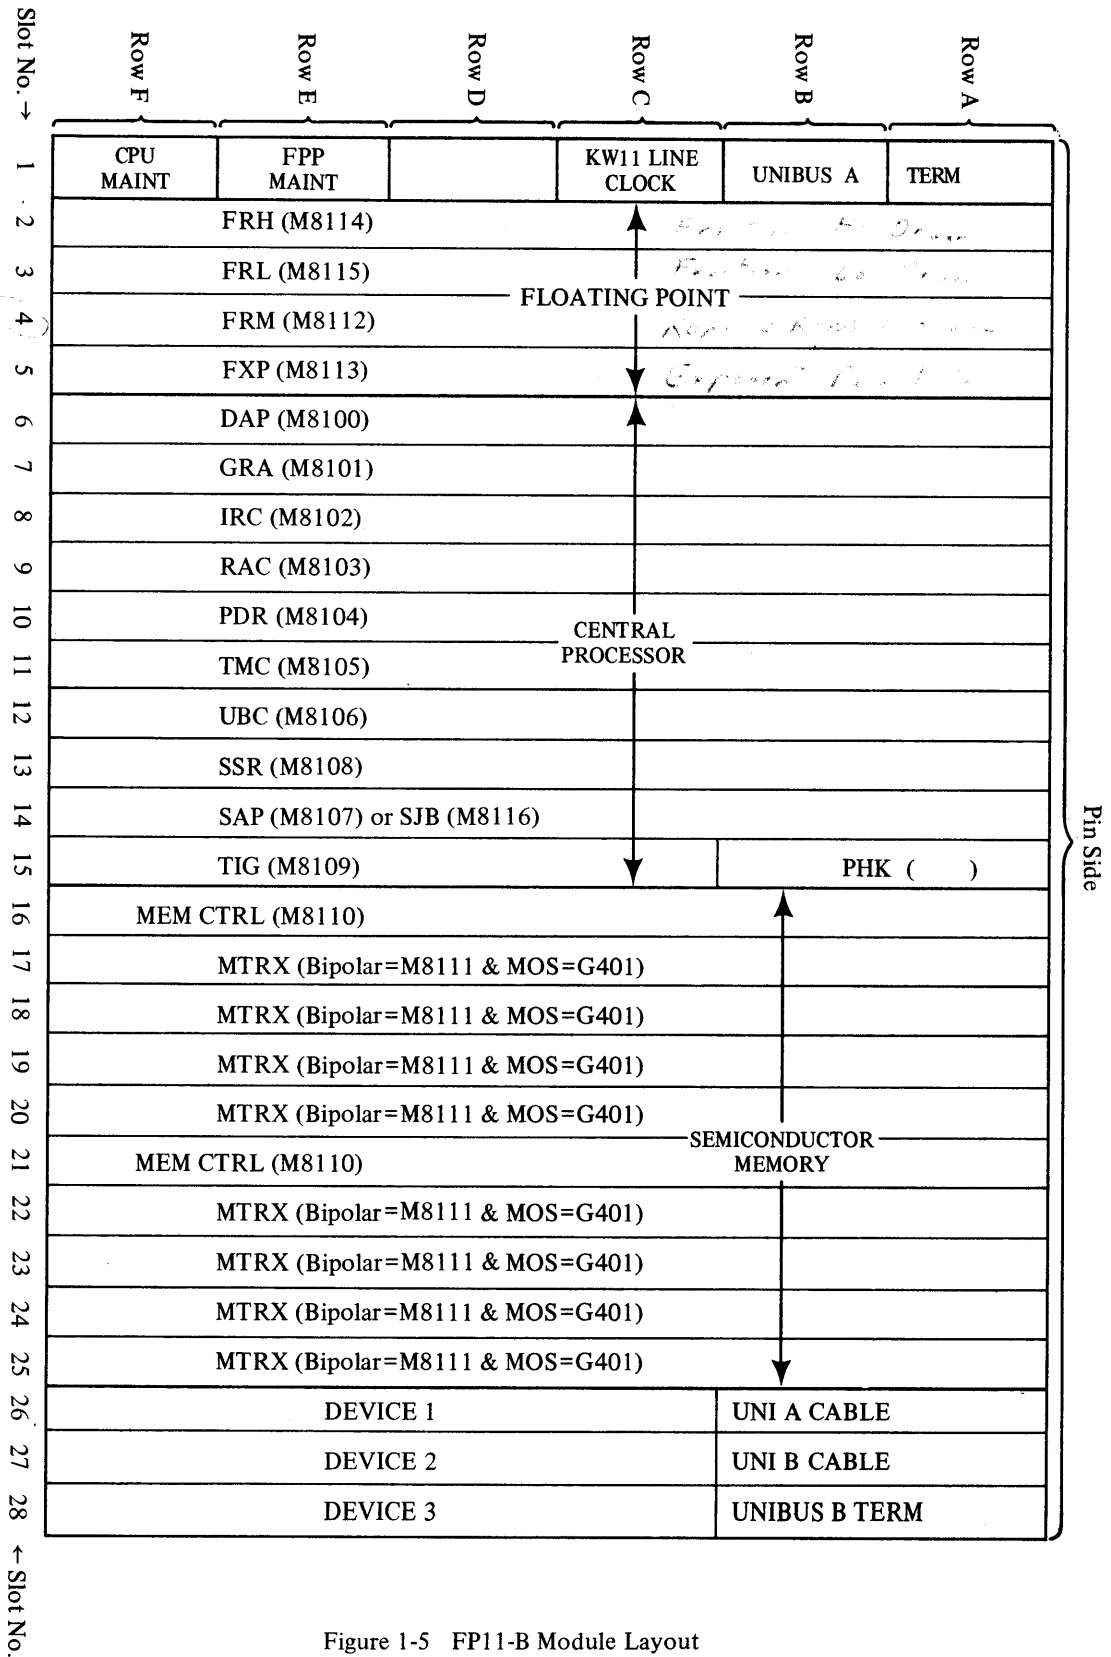 Slot No. →
Row F
Row E
Row D
Row C
Row B
Row A
1
CPU MAINT
FPP MAINT
KW11 LINE CLOCK
UNIBUS A
TERM
2
FRH (M8114)
3
FRL (M8115)
FLOATING POINT
4
FRM (M8112)
5
FXP (M8113)
6
DAP (M8100)
7
GRA (M8101)
8
IRC (M8102)
9
RAC (M8103)
10
PDR (M8104)
CENTRAL
PROCESSOR
11
TMC (M8105)
12
UBC (M8106)
13
SSR (M8108)
14
SAP (M8107) or SJB (M8116)
15
TIG (M8109)
PHK ( )
16
MEM CTRL (M8110)
17
MTRX (Bipolar=M8111 & MOS=G401)
18
MTRX (Bipolar=M8111 & MOS=G401)
19
MTRX (Bipolar=M8111 & MOS=G401)
20
MTRX (Bipolar=M8111 & MOS=G401)
SEMICONDUCTOR
MEMORY
21
MEM CTRL (M8110)
22
MTRX (Bipolar=M8111 & MOS=G401)
23
MTRX (Bipolar=M8111 & MOS=G401)
24
MTRX (Bipolar=M8111 & MOS=G401)
25
MTRX (Bipolar=M8111 & MOS=G401)
26
DEVICE 1
UNI A CABLE
27
DEVICE 2
UNI B CABLE
28
DEVICE 3
UNIBUS B TERM
← Slot No.
Pin Side
Figure 1-5 FP11-B Module Layout